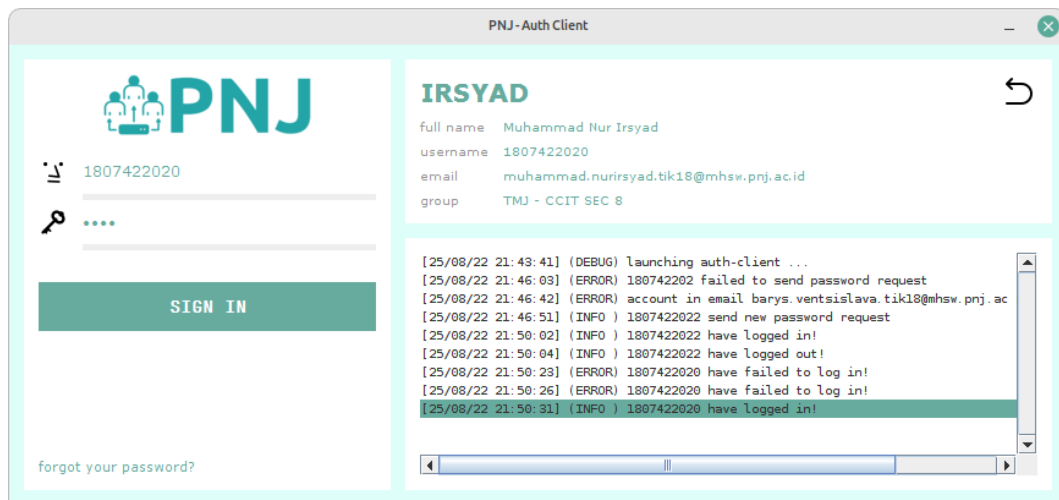 PNJ - Auth Client
PNJ
1807422020
••••
SIGN IN
forgot your password?
IRSYAD
full name Muhammad Nur Irsyad
username 1807422020
email muhammad.nurirsyad.tik18@mhsw.pnj.ac.id
group TMJ - CCIT SEC 8
[25/08/22 21:43:41] (DEBUG) launching auth-client ...
[25/08/22 21:46:03] (ERROR) 180742202 failed to send password request
[25/08/22 21:46:42] (ERROR) account in email barys.ventsislava.tik18@mhsw.pnj.ac
[25/08/22 21:46:51] (INFO ) 1807422022 send new password request
[25/08/22 21:50:02] (INFO ) 1807422022 have logged in!
[25/08/22 21:50:04] (INFO ) 1807422022 have logged out!
[25/08/22 21:50:23] (ERROR) 1807422020 have failed to log in!
[25/08/22 21:50:26] (ERROR) 1807422020 have failed to log in!
[25/08/22 21:50:31] (INFO ) 1807422020 have logged in!